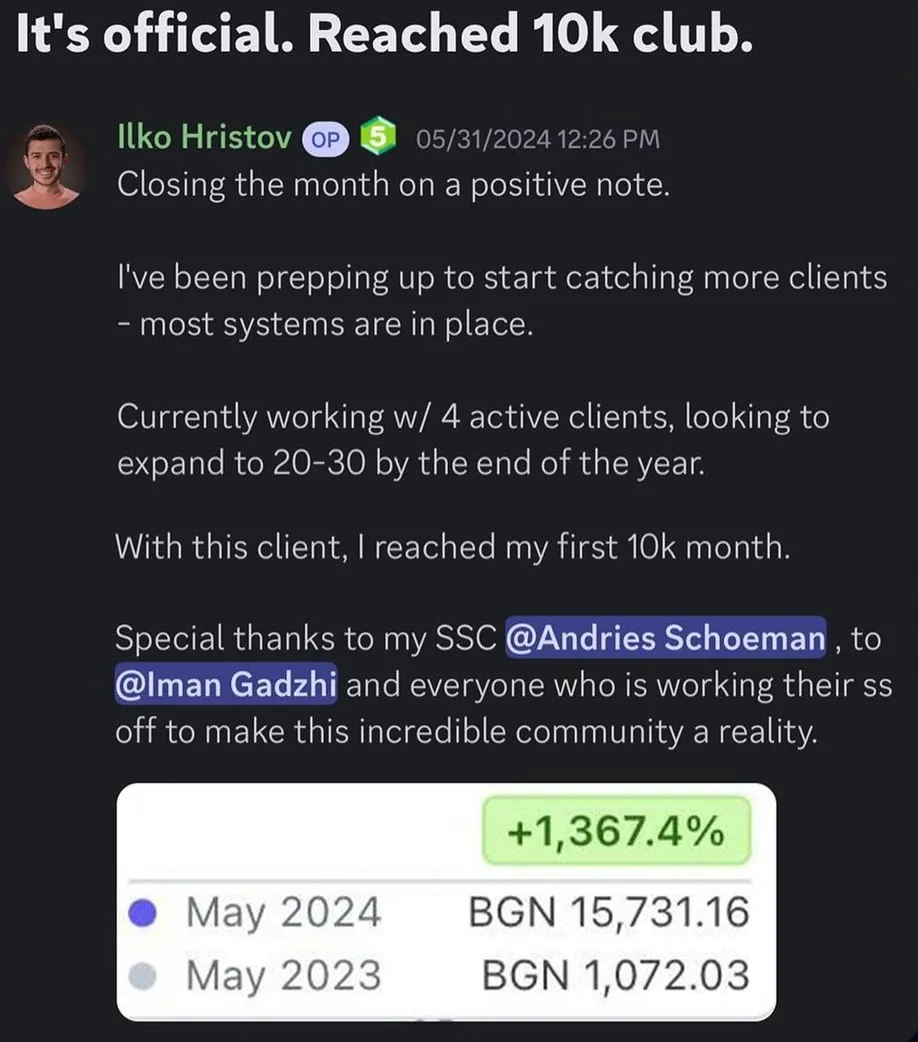 It's official. Reached 10k club.
Ilko Hristov OP 5 05/31/2024 12:26 PM
Closing the month on a positive note.
I've been prepping up to start catching more clients
- most systems are in place.
Currently working w/ 4 active clients, looking to
expand to 20-30 by the end of the year.
With this client, I reached my first 10k month.
Special thanks to my SSC @Andries Schoeman , to
@Iman Gadzhi and everyone who is working their ss
off to make this incredible community a reality.
+1,367.4%
May 2024 BGN 15,731.16
May 2023 BGN 1,072.03